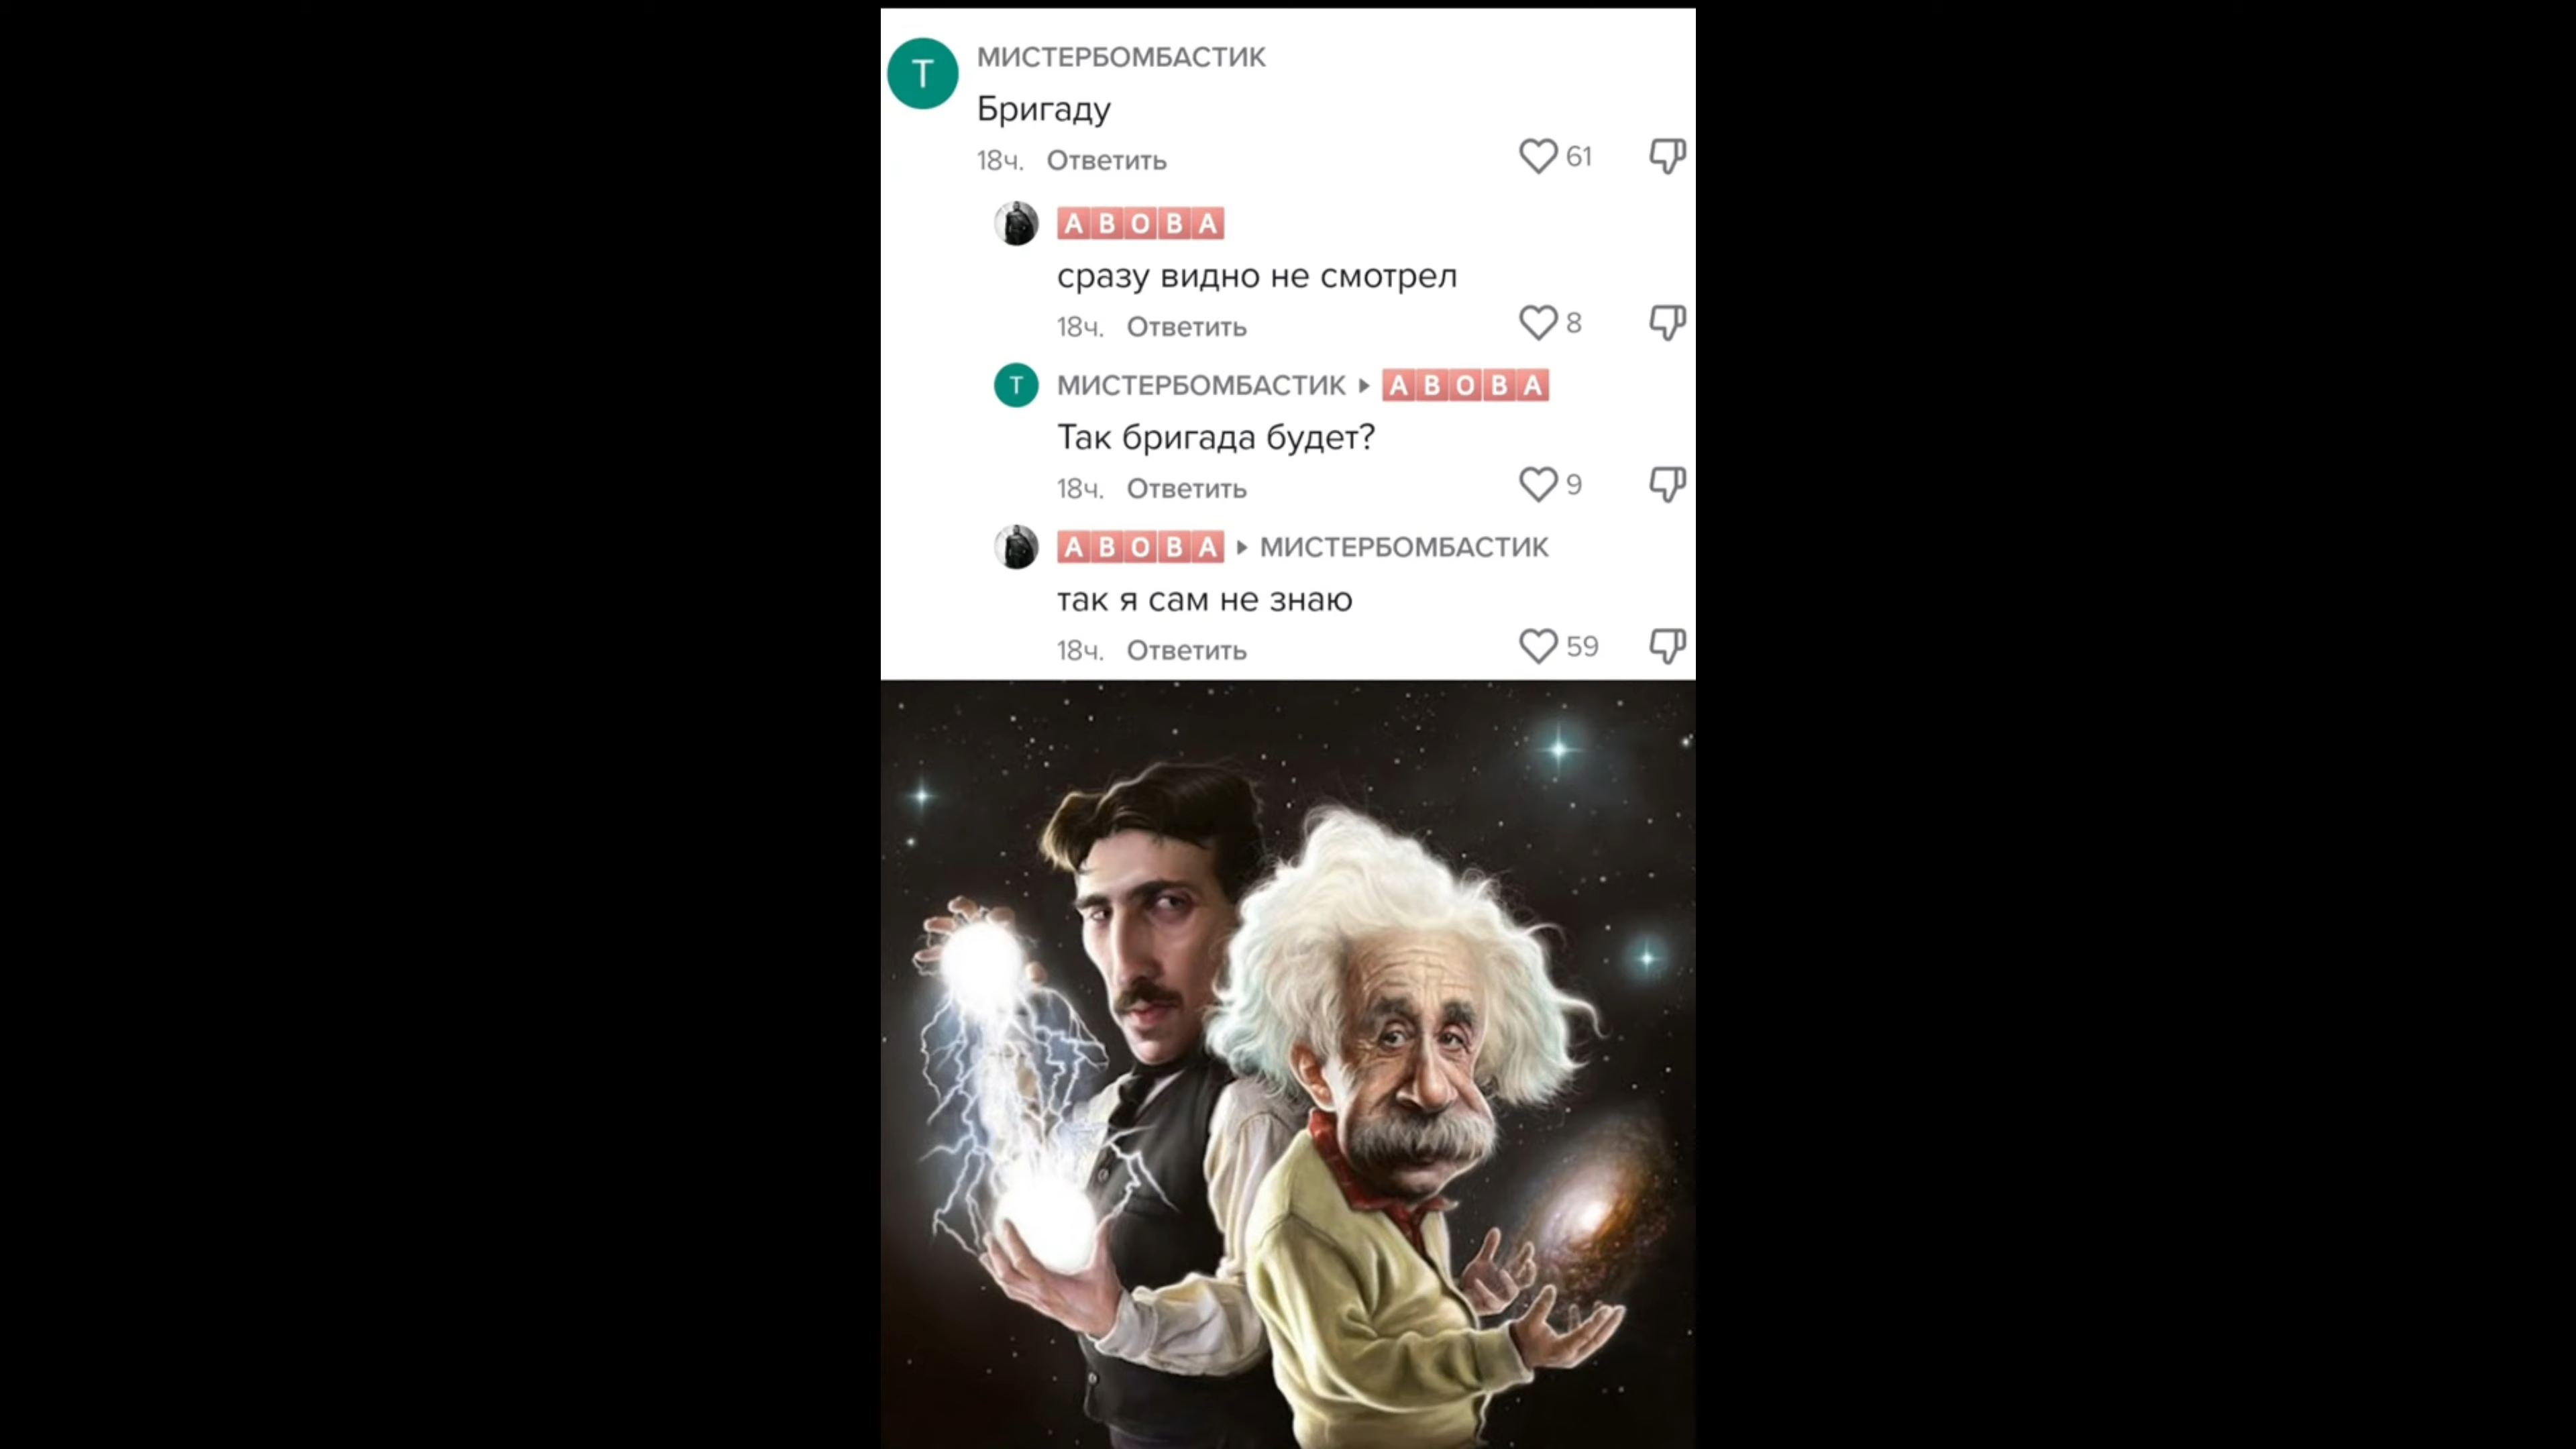 Т
МИСТЕРБОМБАСТИК
Бригаду
18ч. Ответить 61
АВОВА
сразу видно не смотрел
18ч. Ответить 8
Т МИСТЕРБОМБАСТИК АВОВА
Так бригада будет?
18ч. Ответить 9
АВОВА МИСТЕРБОМБАСТИК
так я сам не знаю
18ч. Ответить 59